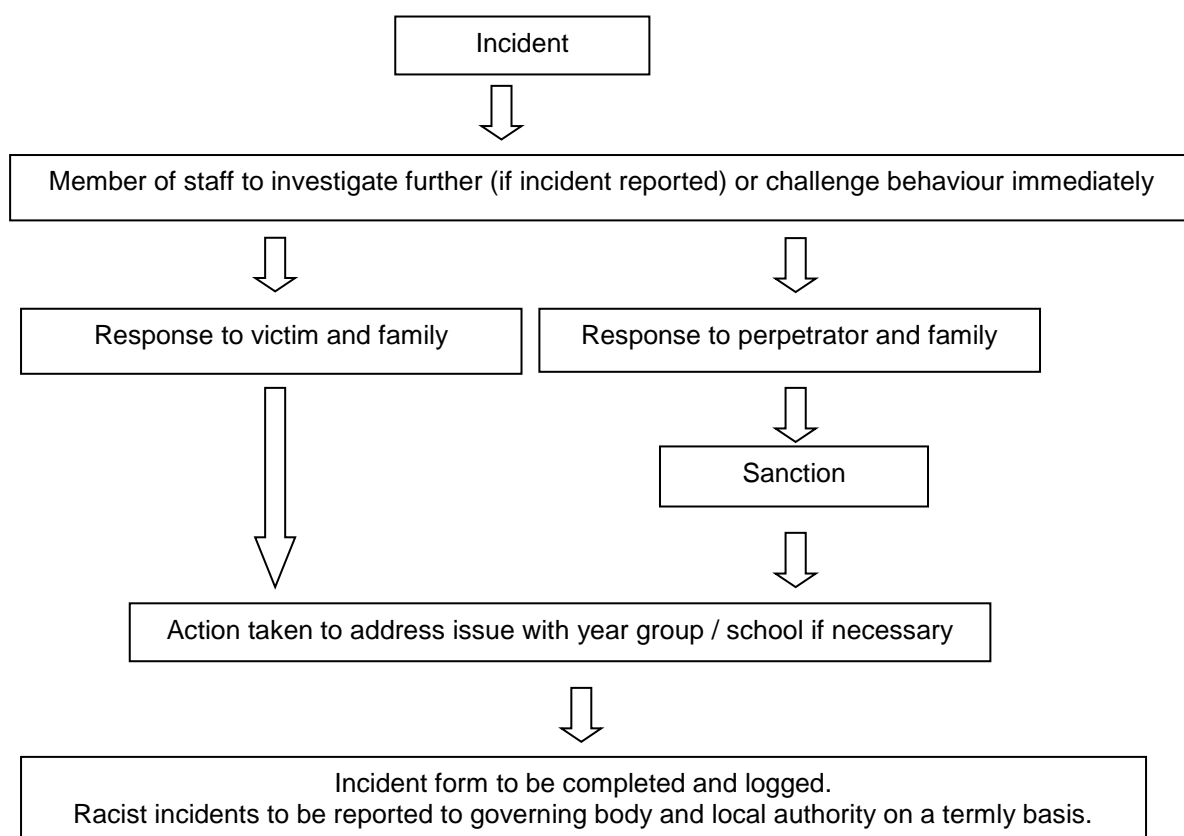 Incident
Member of staff to investigate further (if incident reported) or challenge behaviour immediately
Response to victim and family
Response to perpetrator and family
Sanction
Action taken to address issue with year group / school if necessary
Incident form to be completed and logged.
Racist incidents to be reported to governing body and local authority on a termly basis.